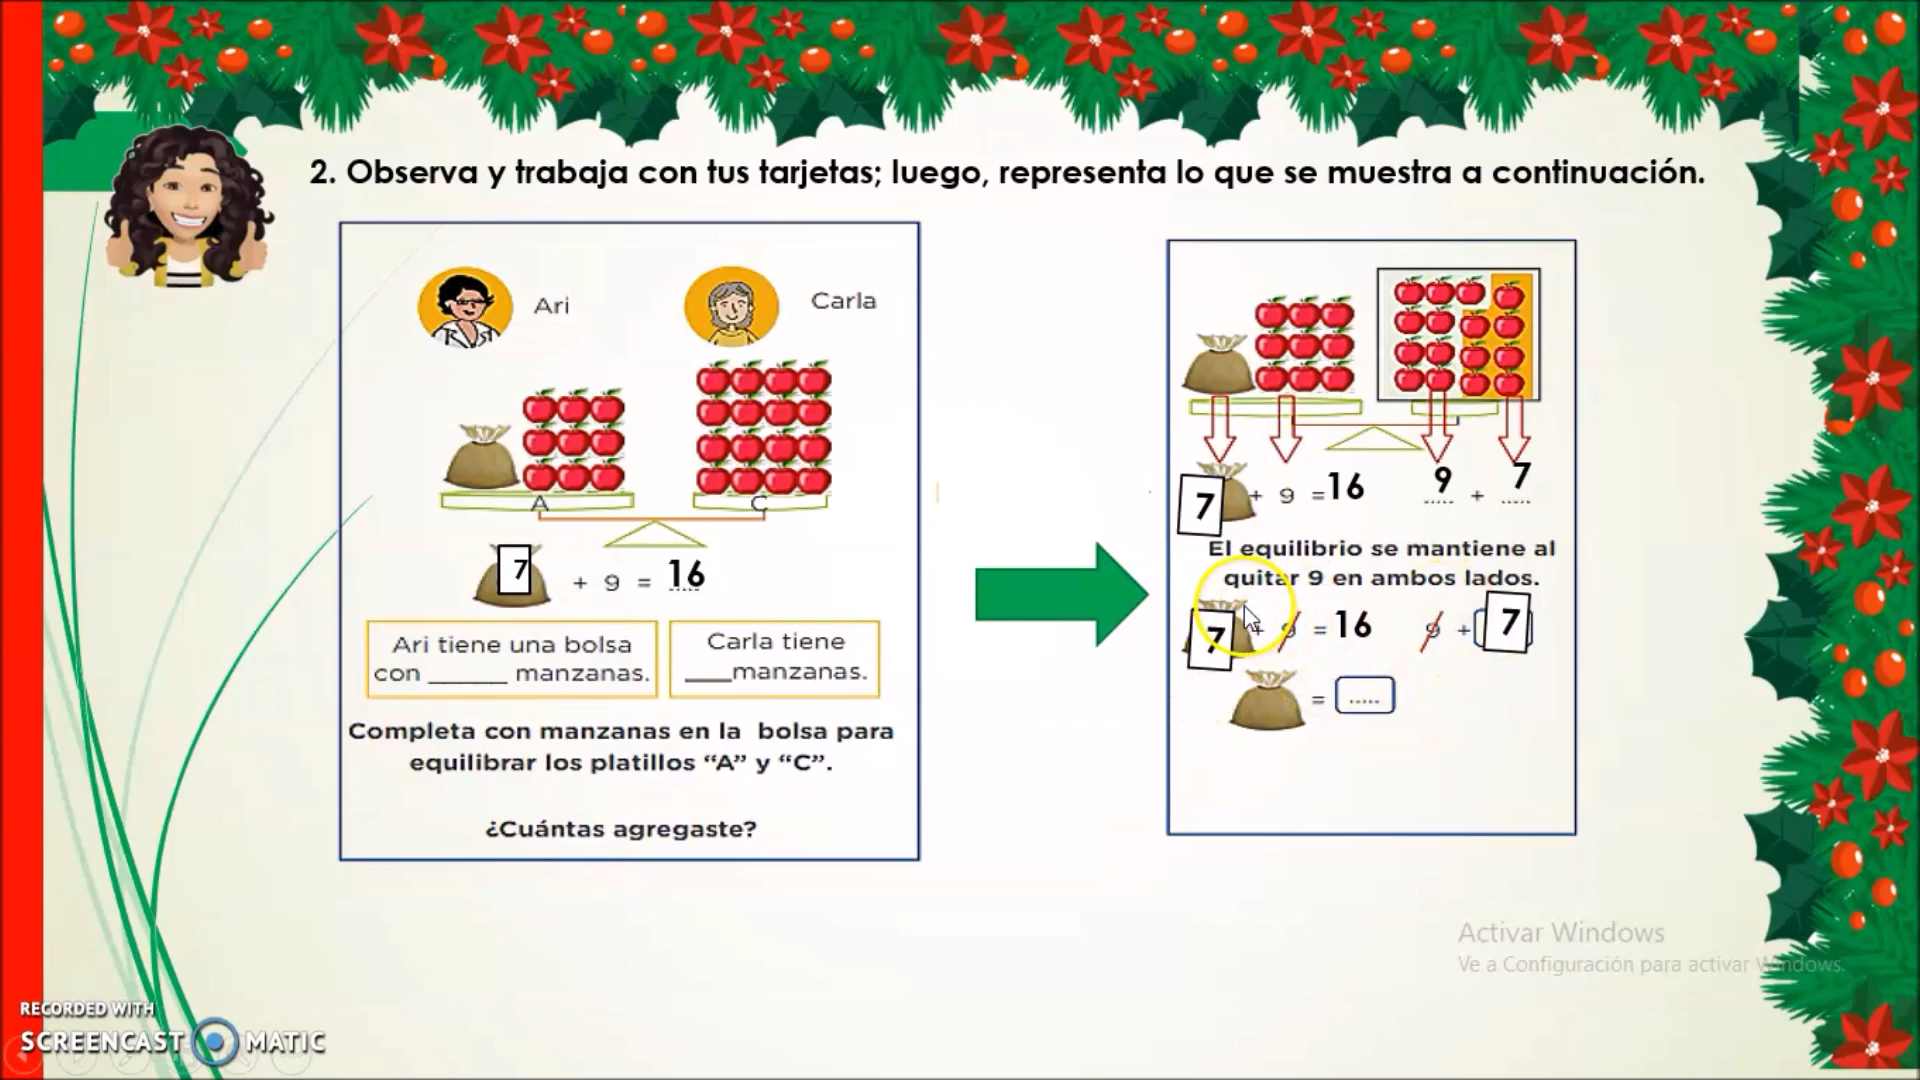 2. Observa y trabaja con tus tarjetas; luego, representa lo que se muestra a continuación.
Ari
Carla
A
C
7 + 9 = 16
Ari tiene una bolsa
con ______ manzanas.
Carla tiene
____manzanas.
Completa con manzanas en la bolsa para
equilibrar los platillos “A” y “C”.
¿Cuántas agregaste?
7 + 9 = 16 9 + 7
El equilibrio se mantiene al
quitar 9 en ambos lados.
7 + 9 = 16 9 + 7
= .....
Activar Windows
Ve a Configuración para activar Windows.
RECORDED WITH
SCREENCAST MATIC